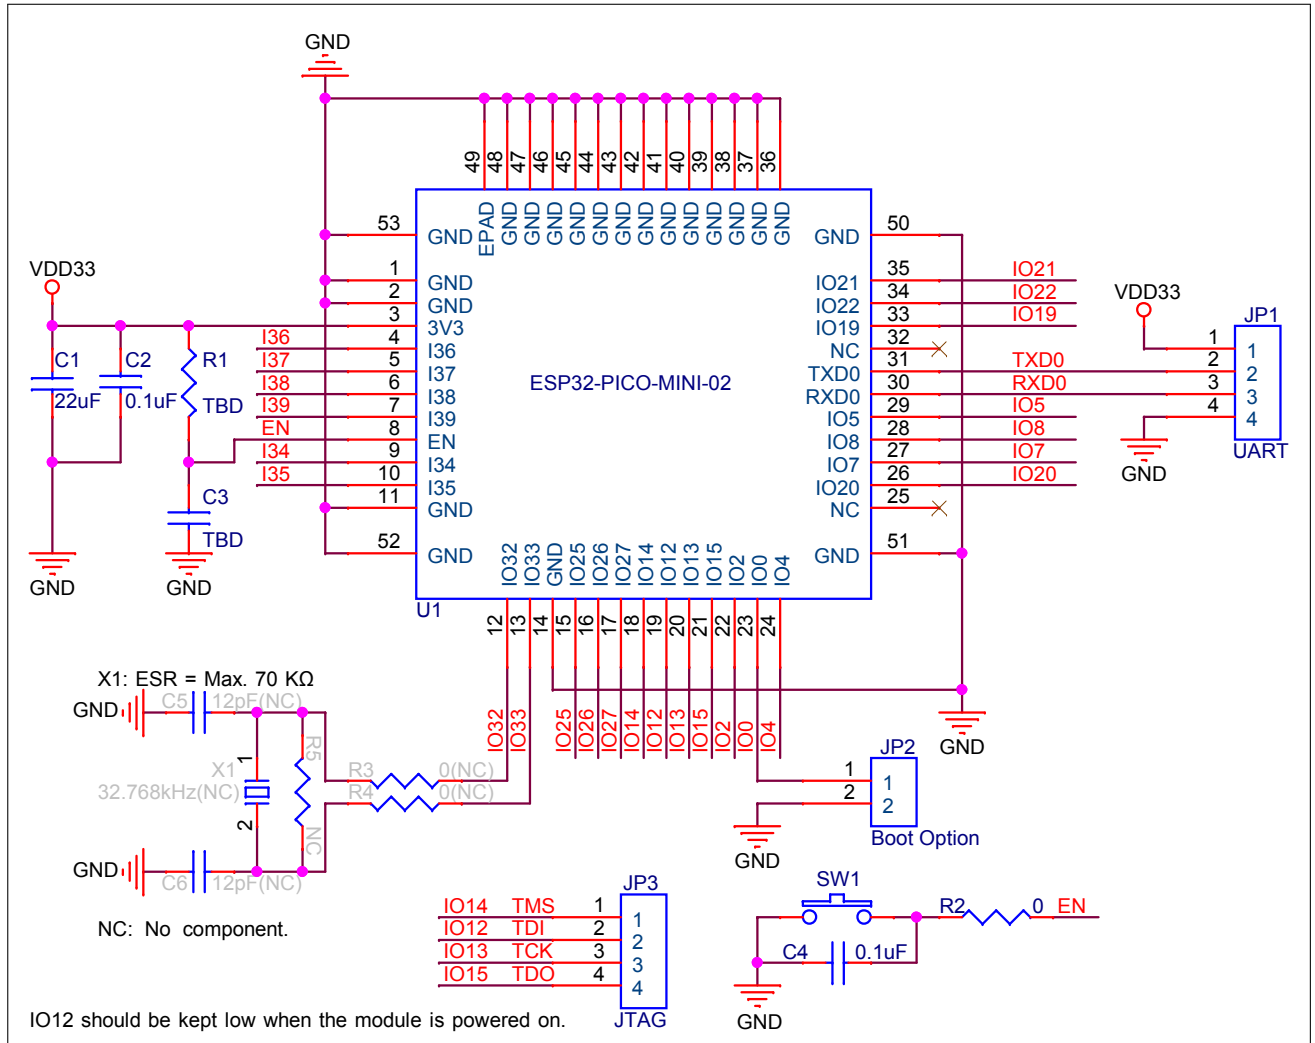 GND
49 48 47 46 45 44 43 42 41 40 39 38 37 36
EPAD GND GND GND GND GND GND GND GND GND GND GND GND GND
53 GND
1 GND
2 GND
3 3V3
I36 4 I36
I37 5 I37
I38 6 I38
I39 7 I39
EN 8 EN
I34 9 I34
I35 10 I35
11 GND
52 GND
VDD33
C1
22uF
C2
0.1uF
R1
TBD
C3
TBD
GND
GND
ESP32-PICO-MINI-02
U1
GND 50
IO21 35 IO21
IO22 34 IO22
IO19 33 IO19
NC 32
TXD0 31 TXD0
RXD0 30 RXD0
IO5 29 IO5
IO8 28 IO8
IO7 27 IO7
IO20 26 IO20
NC 25
GND 51
VDD33
JP1
1 1
2 2
3 3
4 4
GND
UART
IO32 IO33 GND IO25 IO26 IO27 IO14 IO12 IO13 IO15 IO2 IO0 IO4
12 13 14 15 16 17 18 19 20 21 22 23 24
IO32 IO33 IO25 IO26 IO27 IO14 IO12 IO13 IO15 IO2 IO0 IO4
GND
X1: ESR = Max. 70 KΩ
GND C5 12pF(NC)
1
X1
32.768kHz(NC)
2
R5
NC
R3 0(NC)
R4 0(NC)
GND C6 12pF(NC)
NC: No component.
JP2
1 1
2 2
GND
Boot Option
JP3
IO14 TMS 1 1
IO12 TDI 2 2
IO13 TCK 3 3
IO15 TDO 4 4
JTAG
SW1
R2 0 EN
C4 0.1uF
GND
IO12 should be kept low when the module is powered on.